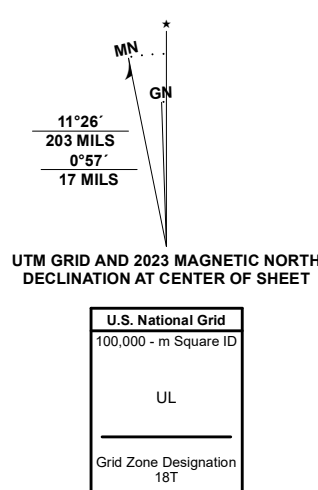 MN
GN
11°26´
203 MILS
0°57´
17 MILS
UTM GRID AND 2023 MAGNETIC NORTH
DECLINATION AT CENTER OF SHEET
U.S. National Grid
100,000 - m Square ID
UL
Grid Zone Designation
18T